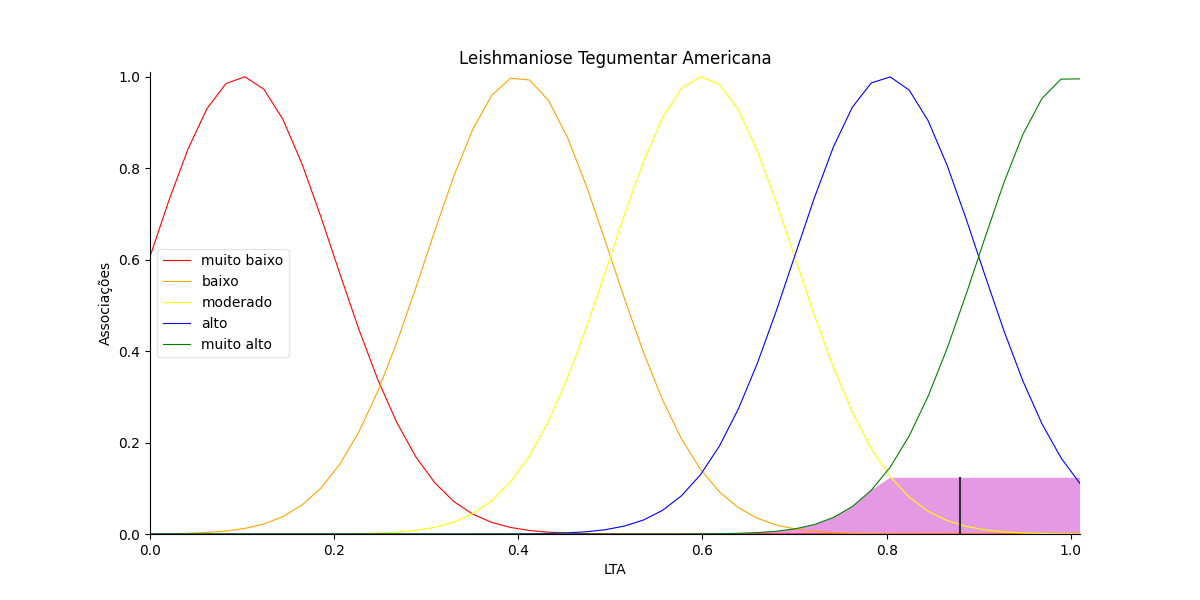 Leishmaniose Tegumentar Americana
1.0
0.8
0.6
0.4
0.2
0.0
Associações
muito baixo
baixo
moderado
alto
muito alto
0.0 0.2 0.4 0.6 0.8 1.0
LTA